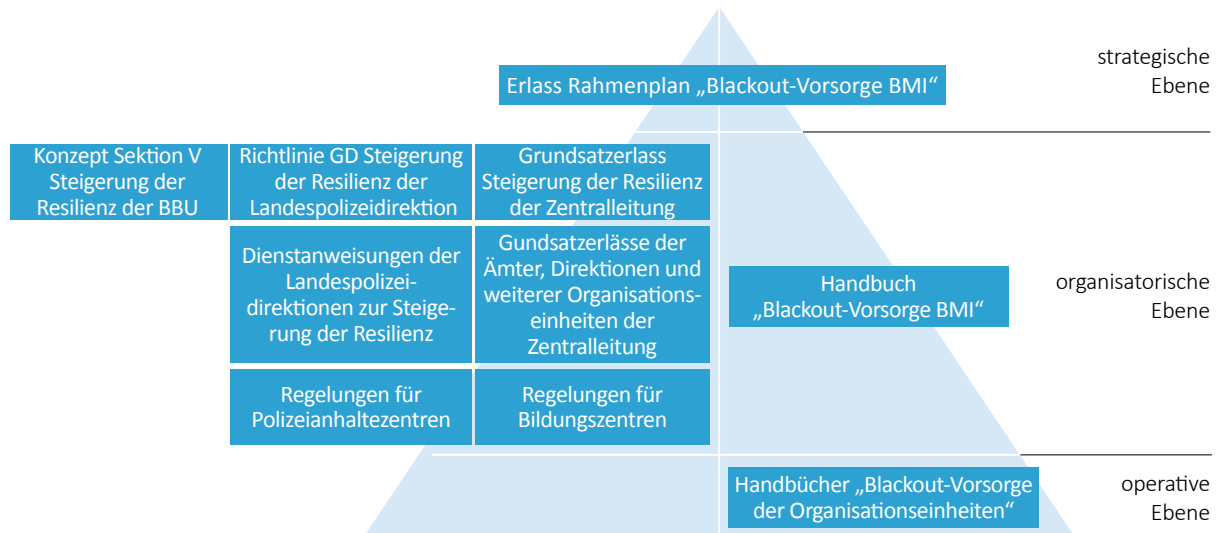 strategische
Ebene
Erlass Rahmenplan „Blackout-Vorsorge BMI“
Konzept Sektion V
Steigerung der
Resilienz der BBU
Richtlinie GD Steigerung
der Resilienz der
Landespolizeidirektion
Grundsatzerlass
Steigerung der Resilienz
der Zentralleitung
Dienstanweisungen der
Landespolizei-
direktionen zur Steige-
rung der Resilienz
Gundsatzerlässe der
Ämter, Direktionen und
weiterer Organisations-
einheiten der
Zentralleitung
Handbuch
„Blackout-Vorsorge BMI“
organisatorische
Ebene
Regelungen für
Polizeianhaltezentren
Regelungen für
Bildungszentren
Handbücher „Blackout-Vorsorge
der Organisationseinheiten“
operative
Ebene